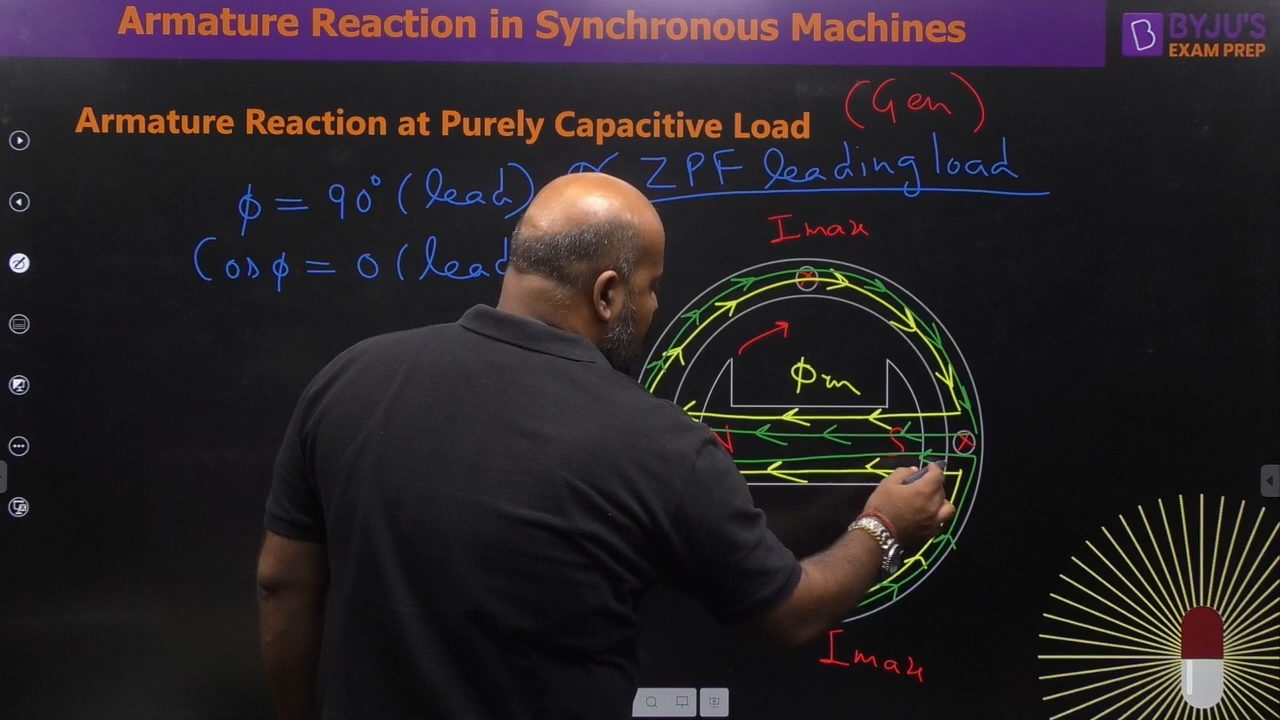 Armature Reaction in Synchronous Machines
BYJU'S
EXAM PREP
(Gen)
Armature Reaction at Purely Capacitive Load
ϕ = 90° (lead) ZPF leading load
Cos ϕ = 0 (lead
Imax
ϕm
N S
Imax